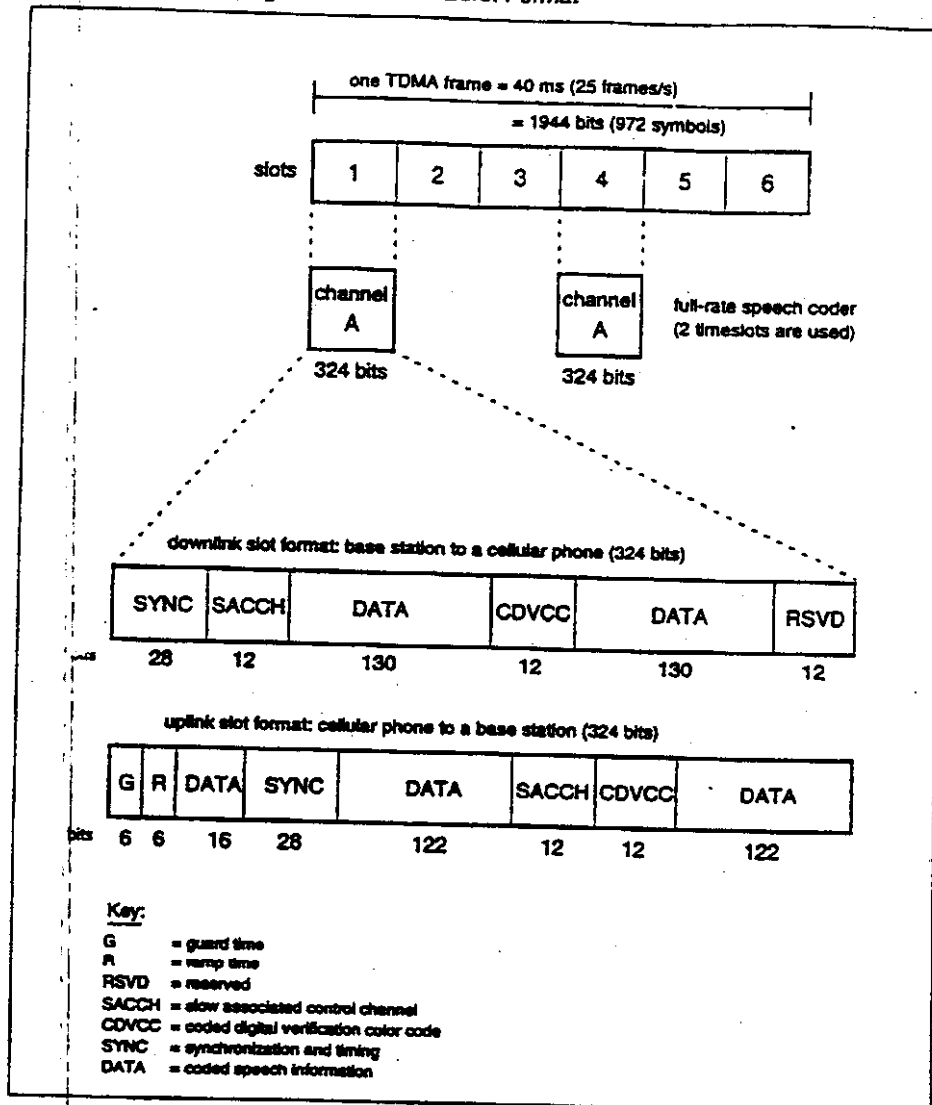 one TDMA frame = 40 ms (25 frames/s)
= 1944 bits (972 symbols)
slots 1 2 3 4 5 6
channel A channel A
full-rate speech coder
(2 timeslots are used)
324 bits 324 bits
downlink slot format: base station to a cellular phone (324 bits)
SYNC SACCH DATA CDVCC DATA RSVD
28 12 130 12 130 12
uplink slot format: cellular phone to a base station (324 bits)
G R DATA SYNC DATA SACCH CDVCC DATA
bits 6 6 16 28 122 12 12 122
Key:
G = guard time
R = ramp time
RSVD = reserved
SACCH = slow associated control channel
CDVCC = coded digital verification color code
SYNC = synchronization and timing
DATA = coded speech information